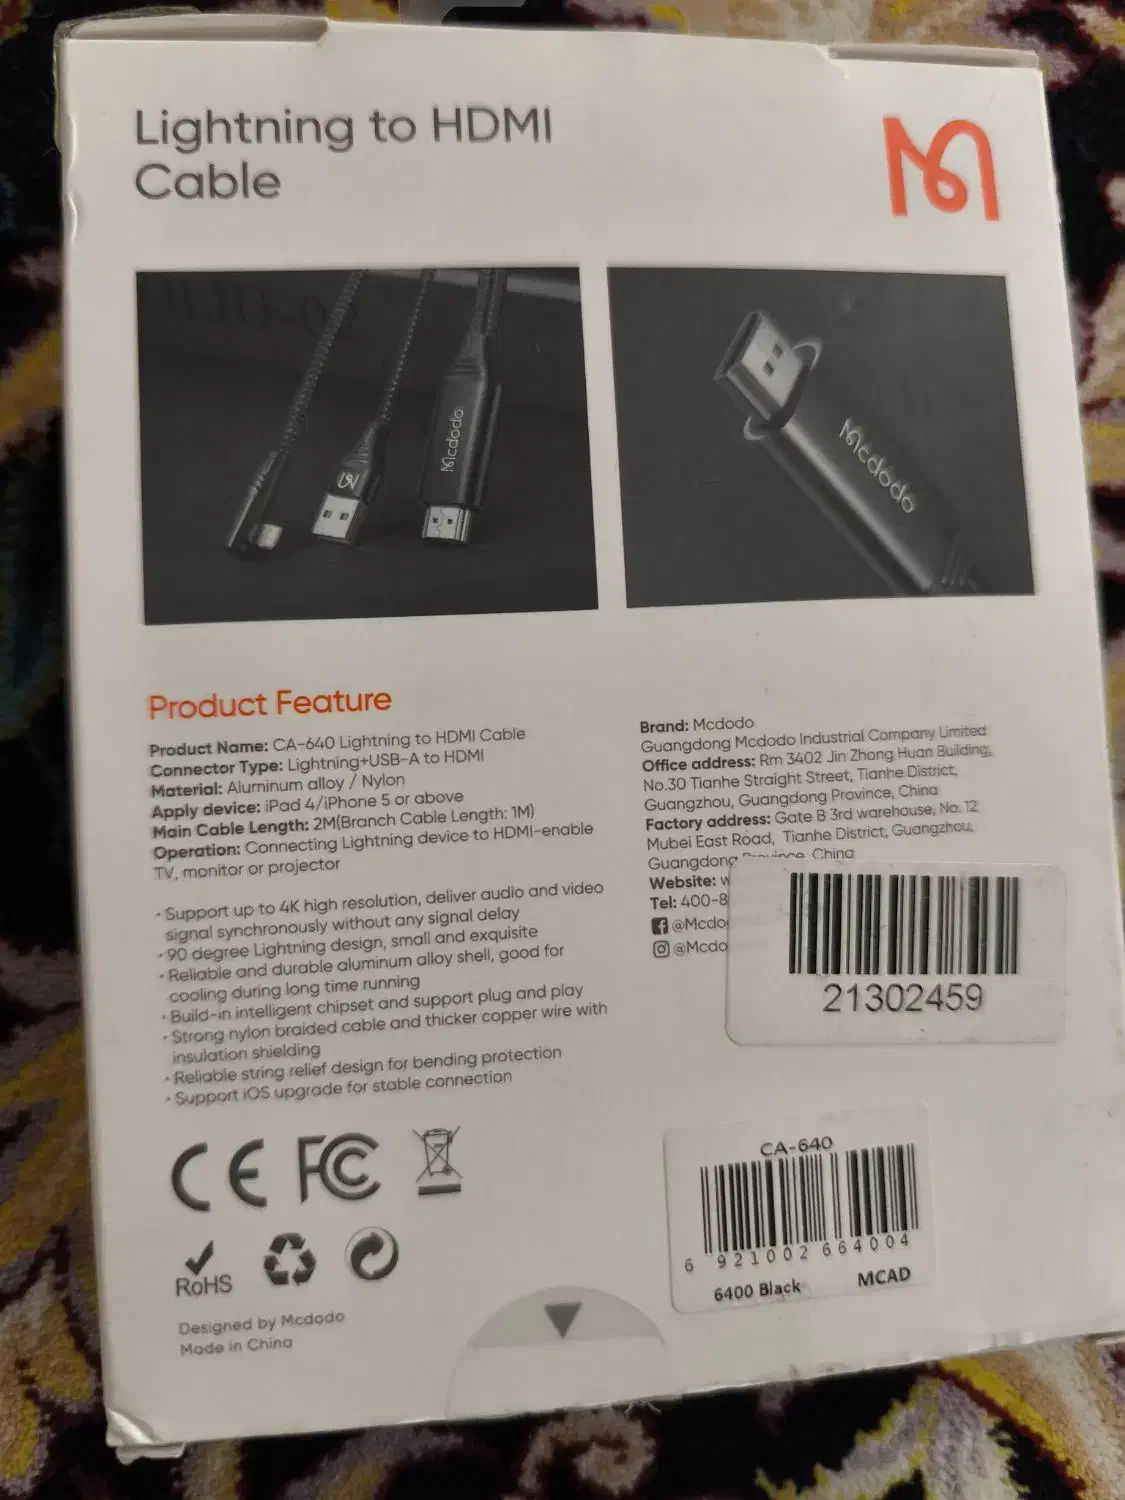 Lightning to HDMI
Cable
Mcdodo
Mcdodo
Product Feature
Product Name: CA-640 Lightning to HDMI Cable
Connector Type: Lightning+USB-A to HDMI
Material: Aluminum alloy / Nylon
Apply device: iPad 4/iPhone 5 or above
Main Cable Length: 2M(Branch Cable Length: 1M)
Operation: Connecting Lightning device to HDMI-enable
TV, monitor or projector
· Support up to 4K high resolution, deliver audio and video
signal synchronously without any signal delay
· 90 degree Lightning design, small and exquisite
· Reliable and durable aluminum alloy shell, good for
cooling during long time running
· Build-in intelligent chipset and support plug and play
· Strong nylon braided cable and thicker copper wire with
insulation shielding
· Reliable string relief design for bending protection
· Support iOS upgrade for stable connection
Brand: Mcdodo
Guangdong Mcdodo Industrial Company Limited
Office address: Rm 3402 Jin Zhong Huan Building,
No.30 Tianhe Straight Street, Tianhe District,
Guangzhou, Guangdong Province, China
Factory address: Gate B 3rd warehouse, No. 12
Mubei East Road, Tianhe District, Guangzhou,
Guangdong Province, China
Website: w
Tel: 400-8
@Mcdo
@Mcdo
21302459
CE FC
RoHS
Designed by Mcdodo
Made in China
CA-640
6 921002 664004
6400 Black MCAD